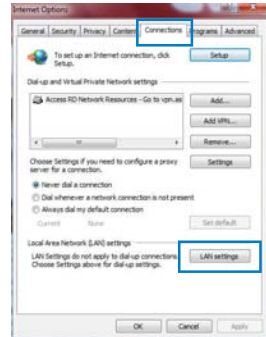 Internet Options
General Security Privacy Content Connections Programs Advanced
To set up an Internet connection, click Setup.
Setup
Dial-up and Virtual Private Network settings
Access RD Network Resources - Go to vpn.as
Add...
Add VPN...
Remove...
Choose Settings if you need to configure a proxy server for a connection.
Settings
Never dial a connection
Dial whenever a network connection is not present
Always dial my default connection
Current None
Set default
Local Area Network (LAN) settings
LAN Settings do not apply to dial-up connections. Choose Settings above for dial-up settings.
LAN settings
OK Cancel Apply